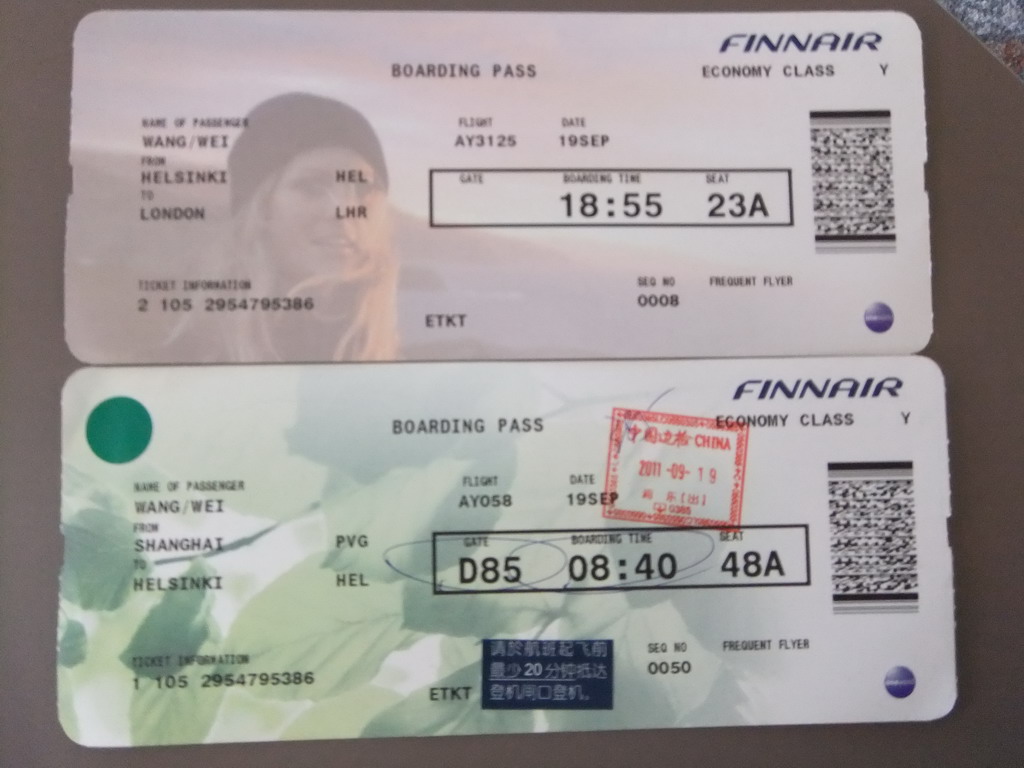 FINNAIR
BOARDING PASS
ECONOMY CLASS Y
NAME OF PASSENGER FLIGHT DATE
WANG/WEI AY3125 19SEP
FROM
HELSINKI HEL GATE BOARDING TIME SEAT
TO
LONDON LHR 18:55 23A
TICKET INFORMATION SEQ NO FREQUENT FLYER
2 105 2954795386 0008
ETKT
FINNAIR
BOARDING PASS
ECONOMY CLASS Y
中国边检 CHINA
2011-09-19
NAME OF PASSENGER FLIGHT DATE
WANG/WEI AY058 19SEP
FROM
SHANGHAI PVG GATE BOARDING TIME SEAT
TO
HELSINKI HEL D85 08:40 48A
TICKET INFORMATION SEQ NO FREQUENT FLYER
1 105 2954795386 0050
ETKT
请於航班起飞前
最少20分钟抵达
登机闸口登机。